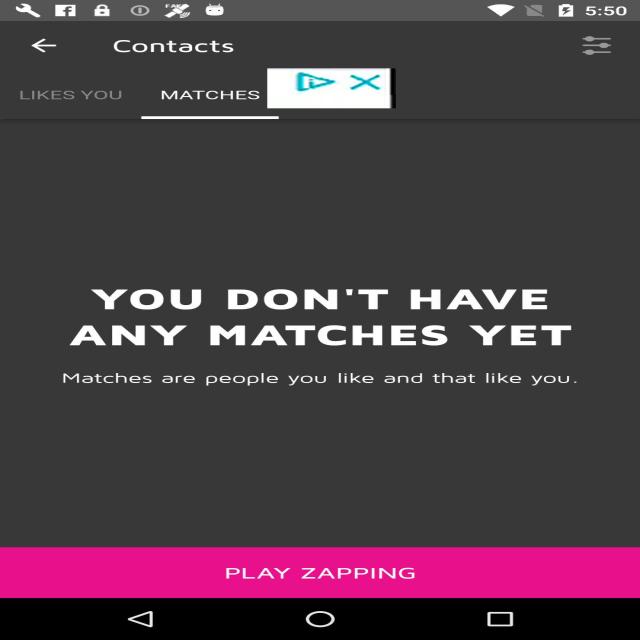 5:50
Contacts
LIKES YOU MATCHES
YOU DON'T HAVE
ANY MATCHES YET
Matches are people you like and that like you.
PLAY ZAPPING